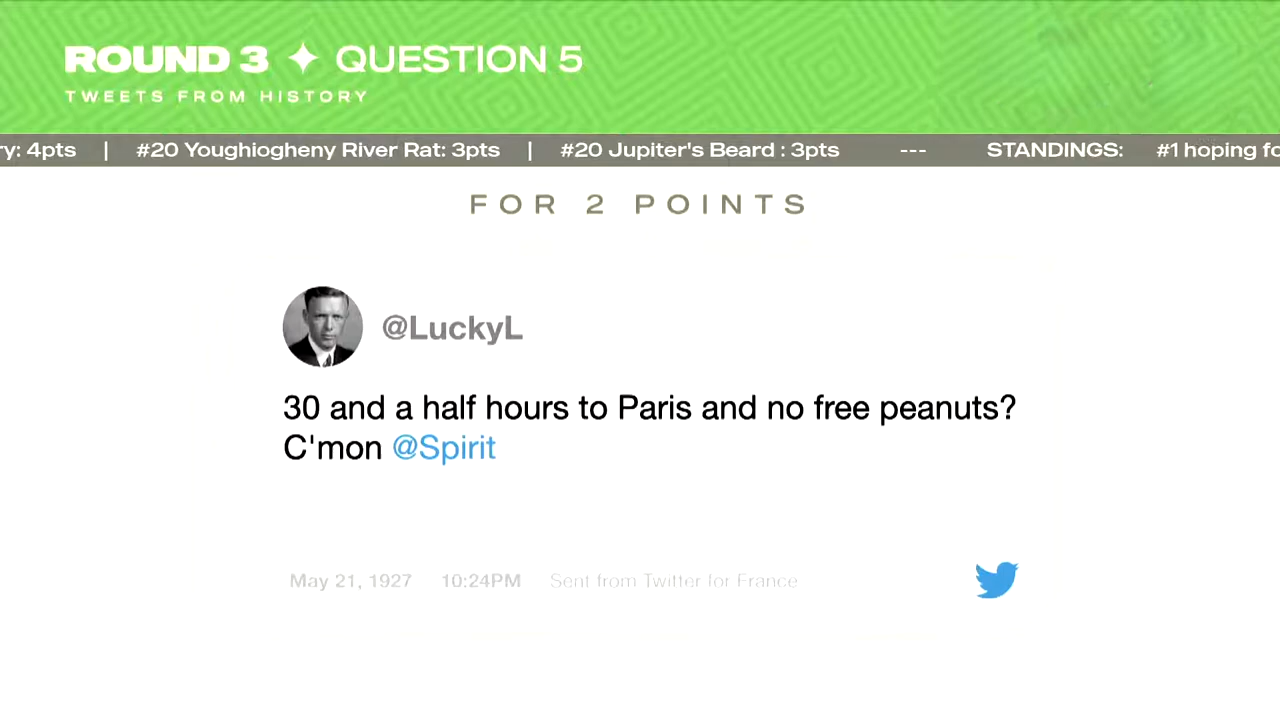 ROUND 3 ✦ QUESTION 5
TWEETS FROM HISTORY
ry: 4pts | #20 Youghiogheny River Rat: 3pts | #20 Jupiter's Beard : 3pts --- STANDINGS: #1 hoping fo
FOR 2 POINTS
@LuckyL
30 and a half hours to Paris and no free peanuts?
C'mon @Spirit
May 21, 1927 10:24PM Sent from Twitter for France